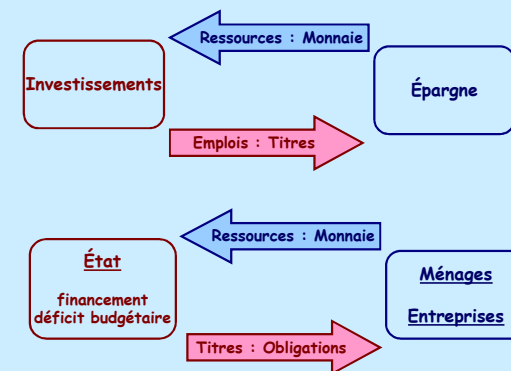 Ressources : Monnaie
Investissements
Épargne
Emplois : Titres
Ressources : Monnaie
État
financement
déficit budgétaire
Ménages
Entreprises
Titres : Obligations